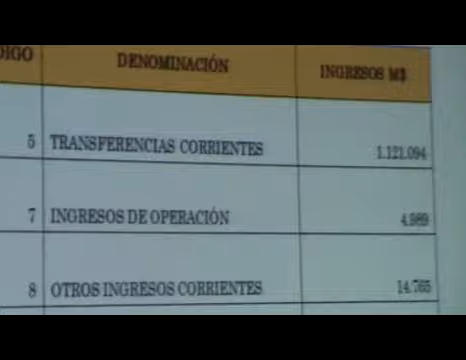 DIGO DENOMINACIÓN INGRESOS M$
5 TRANSFERENCIAS CORRIENTES 1.121.094
7 INGRESOS DE OPERACIÓN 4.989
8 OTROS INGRESOS CORRIENTES 14.765